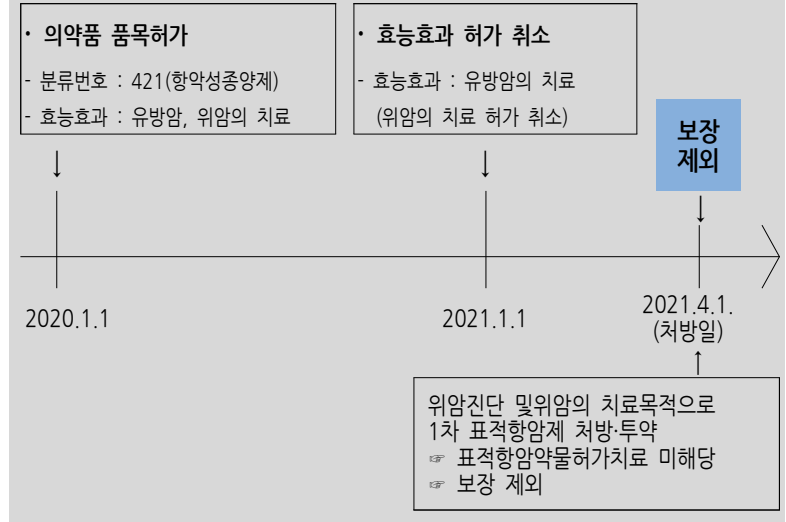 · 의약품 품목허가
- 분류번호 : 421(항악성종양제)
- 효능효과 : 유방암, 위암의 치료
· 효능효과 허가 취소
- 효능효과 : 유방암의 치료
(위암의 치료 허가 취소)
보장
제외
↓
↓
↓
2020.1.1
2021.1.1
2021.4.1.
(처방일)
↑
위암진단 및위암의 치료목적으로
1차 표적항암제 처방·투약
☞ 표적항암약물허가치료 미해당
☞ 보장 제외